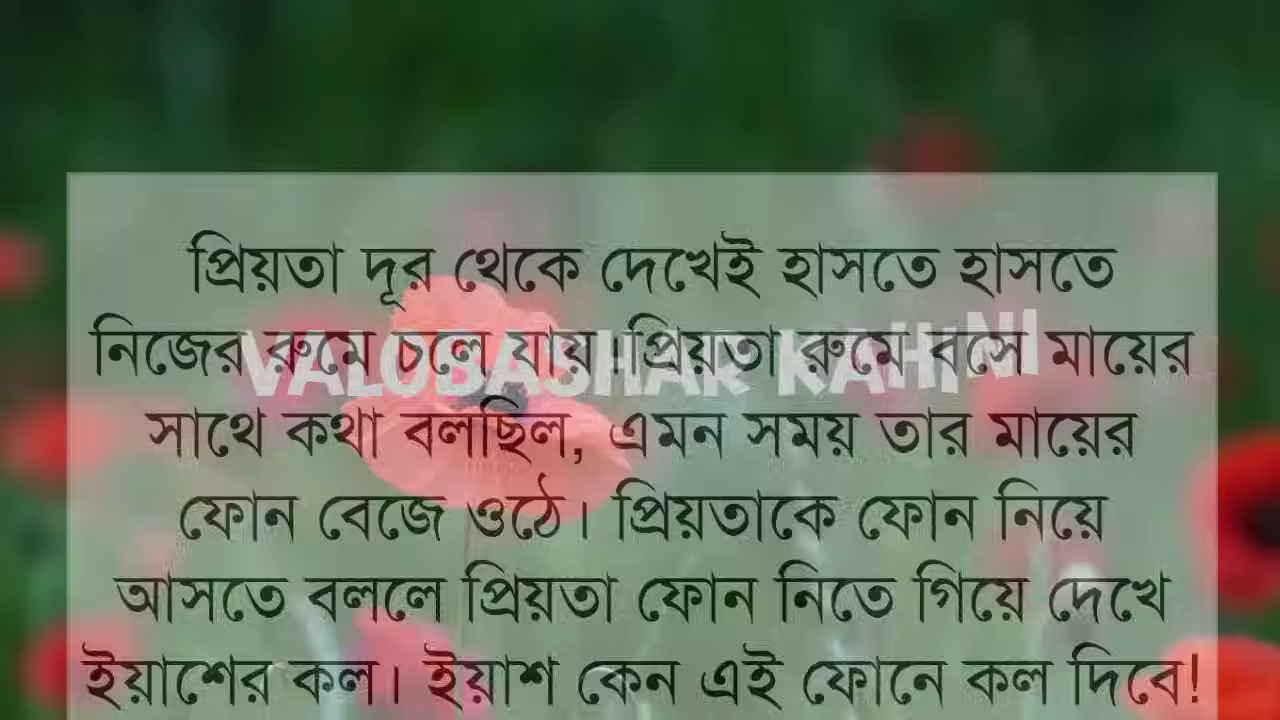 প্রিয়তা দূর থেকে দেখেই হাসতে হাসতে
নিজের রুমে চলে যায়।প্রিয়তা রুমে বসে মায়ের
VALOBASHAR KAHINI
সাথে কথা বলছিল, এমন সময় তার মায়ের
ফোন বেজে ওঠে। প্রিয়তাকে ফোন নিয়ে
আসতে বললে প্রিয়তা ফোন নিতে গিয়ে দেখে
ইয়াশের কল। ইয়াশ কেন এই ফোনে কল দিবে!